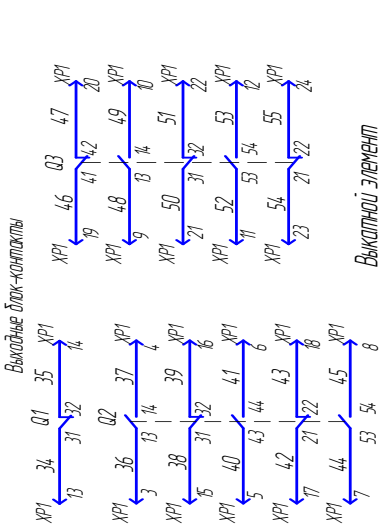 Выходные блок-контакты
Q1
XP1 34 35 XP1
13 31 32 14
Q2
XP1 36 37 XP1
3 13 14 4
XP1 38 39 XP1
15 31 32 16
XP1 40 41 XP1
5 43 44 6
XP1 42 43 XP1
17 21 22 18
XP1 44 45 XP1
7 53 54 8
Q3
XP1 46 47 XP1
19 41 42 20
XP1 48 49 XP1
9 13 14 10
XP1 50 51 XP1
21 31 32 22
XP1 52 53 XP1
11 53 54 12
XP1 54 55 XP1
23 21 22 24
Выкатной элемент